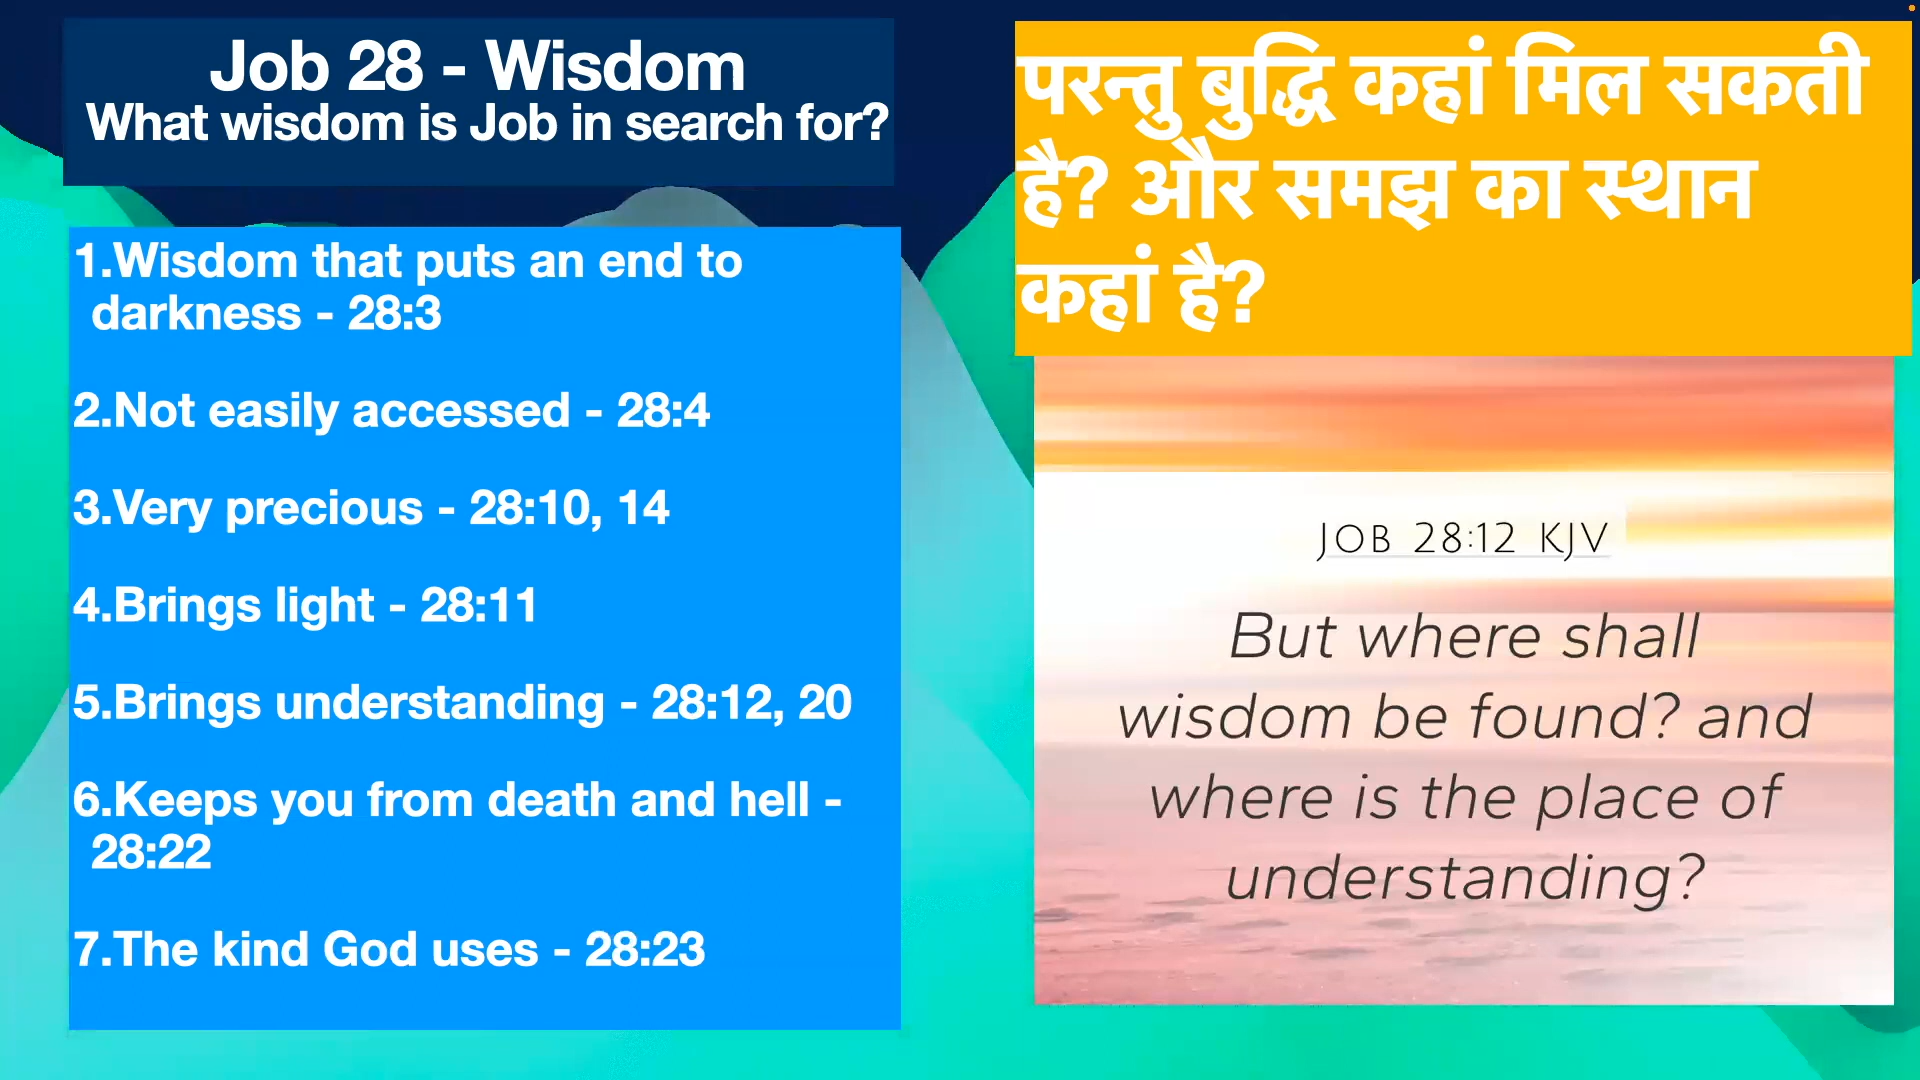 Job 28 - Wisdom
What wisdom is Job in search for?
1.Wisdom that puts an end to
darkness - 28:3
2.Not easily accessed - 28:4
3.Very precious - 28:10, 14
4.Brings light - 28:11
5.Brings understanding - 28:12, 20
6.Keeps you from death and hell -
28:22
7.The kind God uses - 28:23
परन्तु बुद्धि कहां मिल सकती
है? और समझ का स्थान
कहां है?
JOB 28:12 KJV
But where shall
wisdom be found? and
where is the place of
understanding?